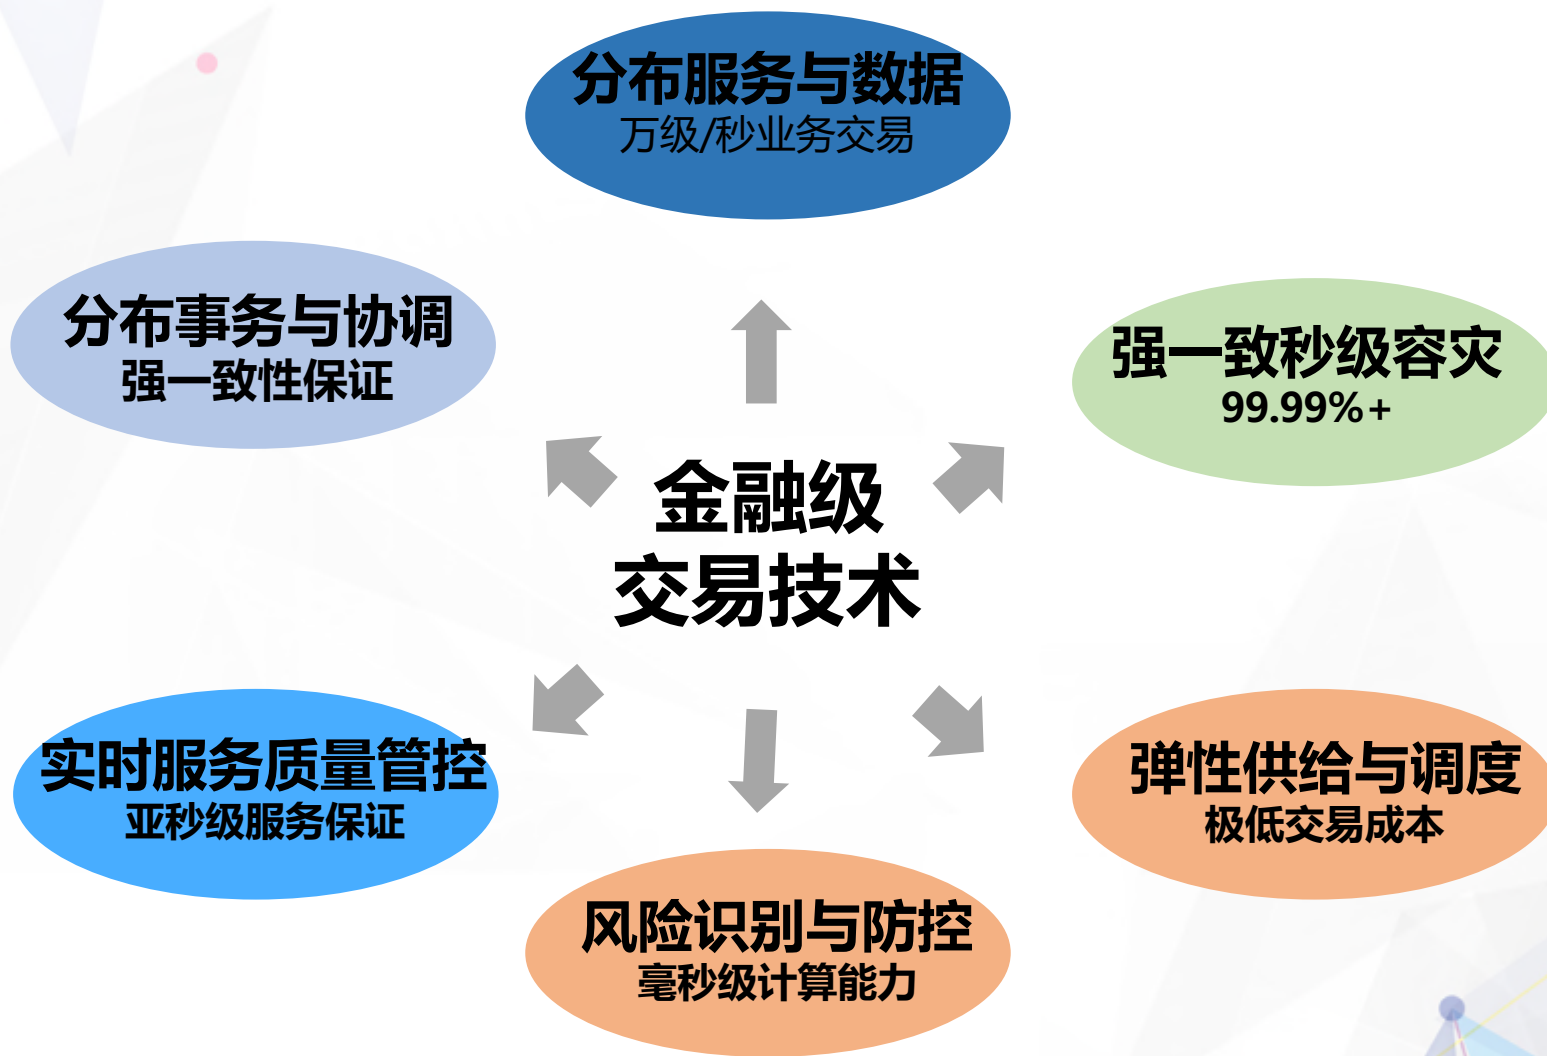 分布服务与数据
万级/秒业务交易
分布事务与协调
强一致性保证
强一致秒级容灾
99.99%+
金融级
交易技术
实时服务质量管控
亚秒级服务保证
弹性供给与调度
极低交易成本
风险识别与防控
毫秒级计算能力